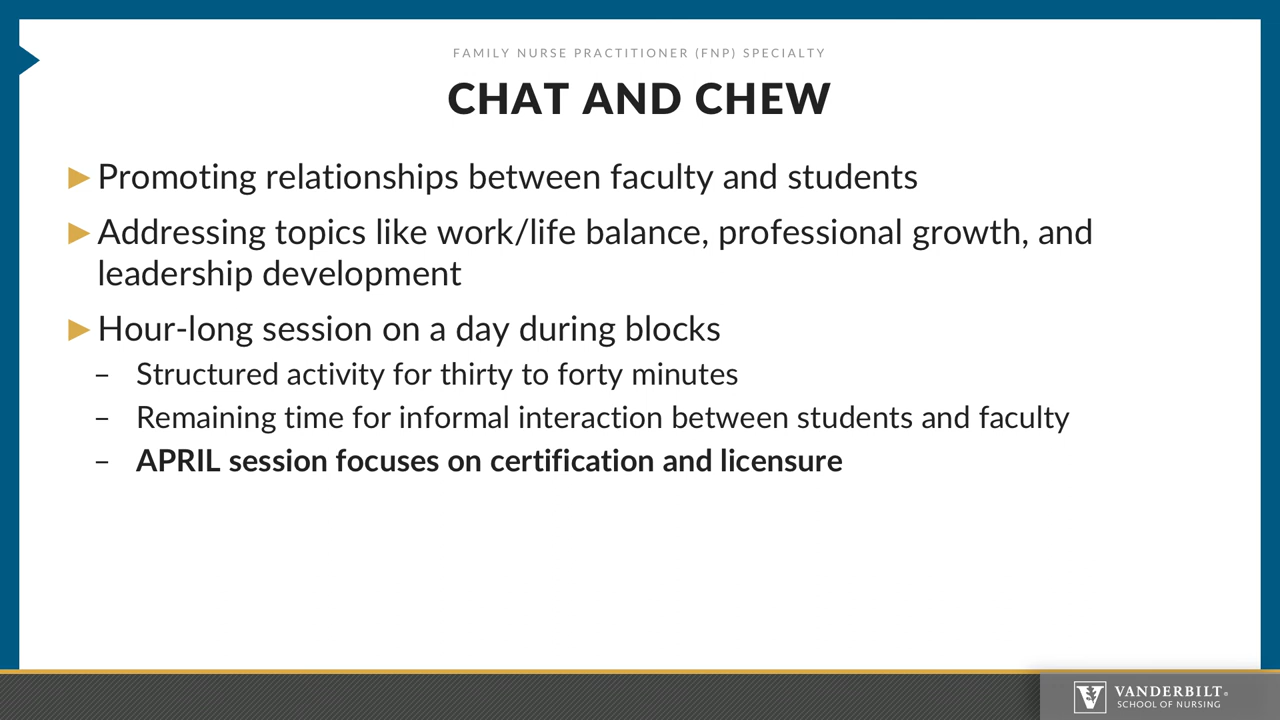 FAMILY NURSE PRACTITIONER (FNP) SPECIALTY
CHAT AND CHEW
► Promoting relationships between faculty and students
► Addressing topics like work/life balance, professional growth, and
leadership development
► Hour-long session on a day during blocks
– Structured activity for thirty to forty minutes
– Remaining time for informal interaction between students and faculty
– APRIL session focuses on certification and licensure
V VANDERBILT®
SCHOOL OF NURSING